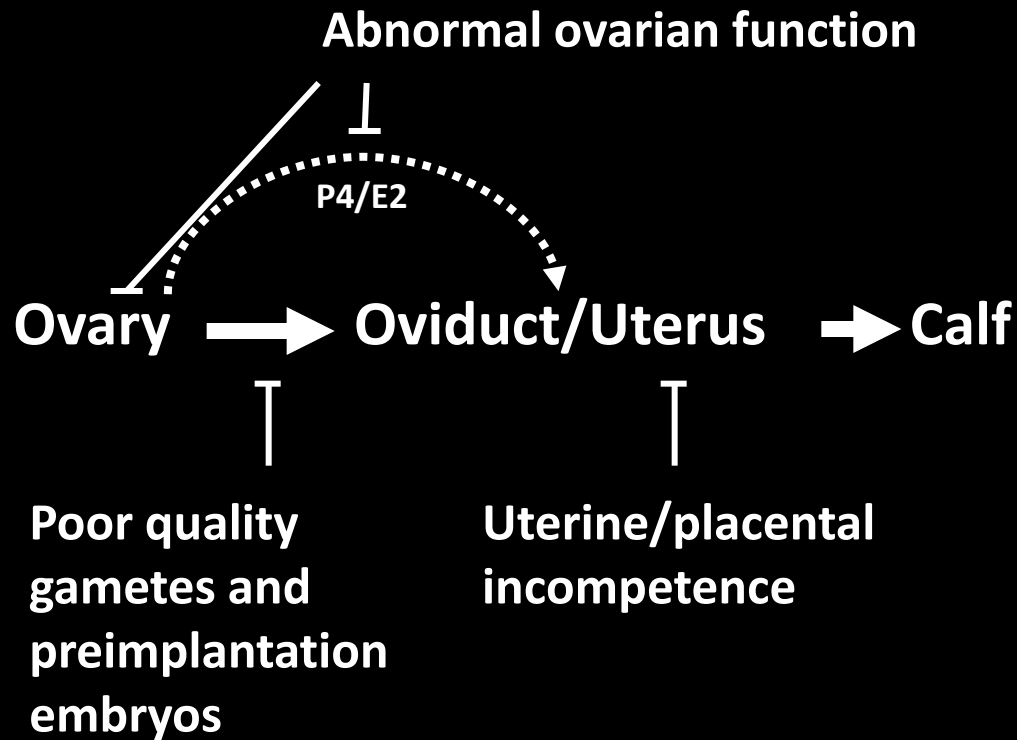 Abnormal ovarian function
P4/E2
Ovary
Oviduct/Uterus
Calf
Poor quality
gametes and
preimplantation
embryos
Uterine/placental
incompetence